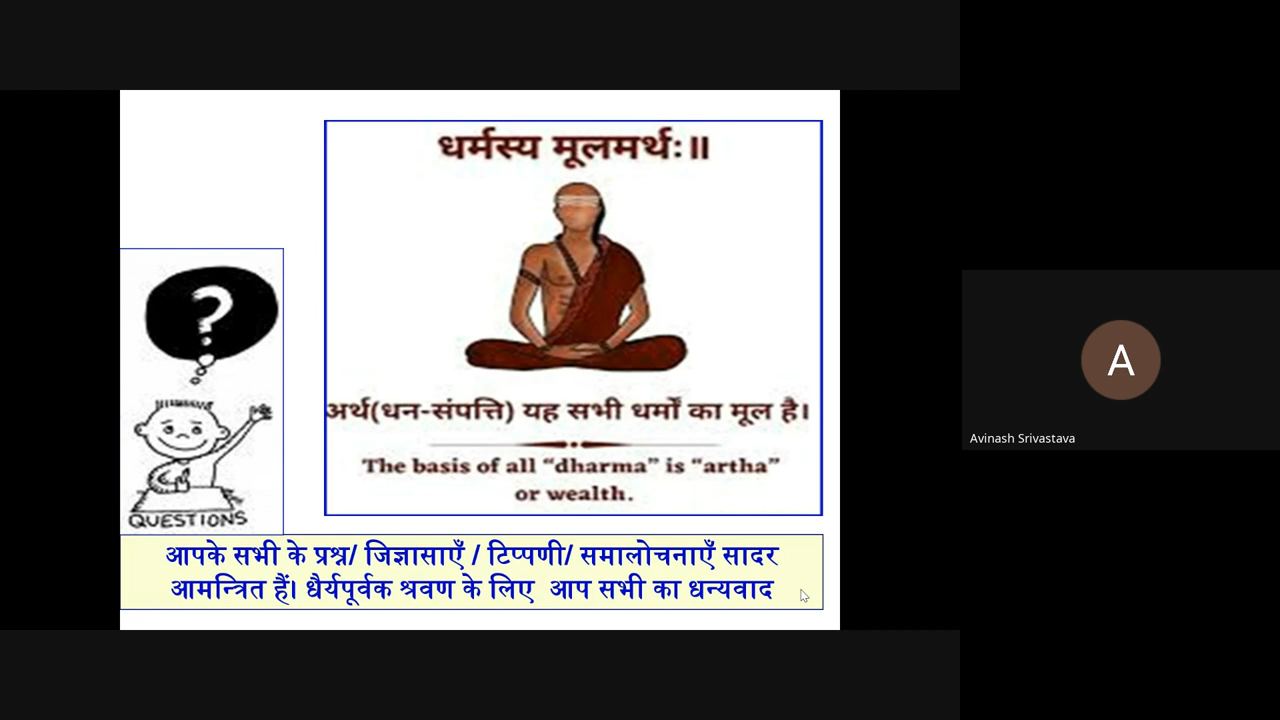 धर्मस्य मूलमर्थः॥
अर्थ(धन-संपत्ति) यह सभी धर्मों का मूल है।
The basis of all “dharma” is “artha”
or wealth.
?
QUESTIONS
आपके सभी के प्रश्न/ जिज्ञासाएँ / टिप्पणी/ समालोचनाएँ सादर
आमन्त्रित हैं। धैर्यपूर्वक श्रवण के लिए आप सभी का धन्यवाद
A
Avinash Srivastava